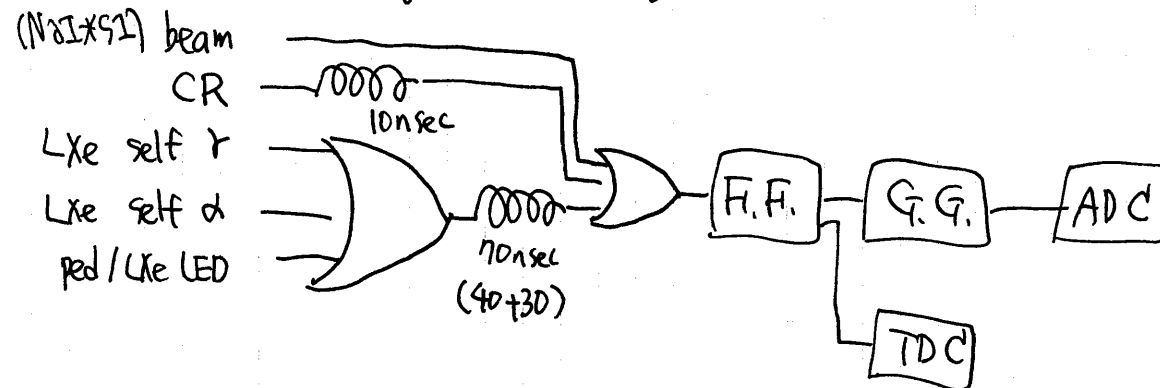 (NaI*S1) beam
CR
10nsec
LXe self γ
LXe self α
ped / LXe LED
70nsec
(40+30)
F.F.
G.G.
ADC
TDC